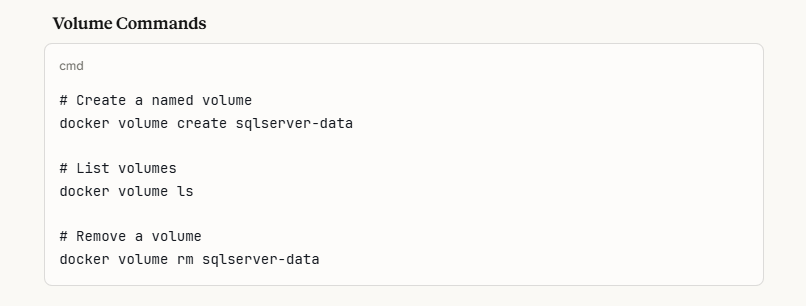 Volume Commands
cmd
# Create a named volume
docker volume create sqlserver-data
# List volumes
docker volume ls
# Remove a volume
docker volume rm sqlserver-data